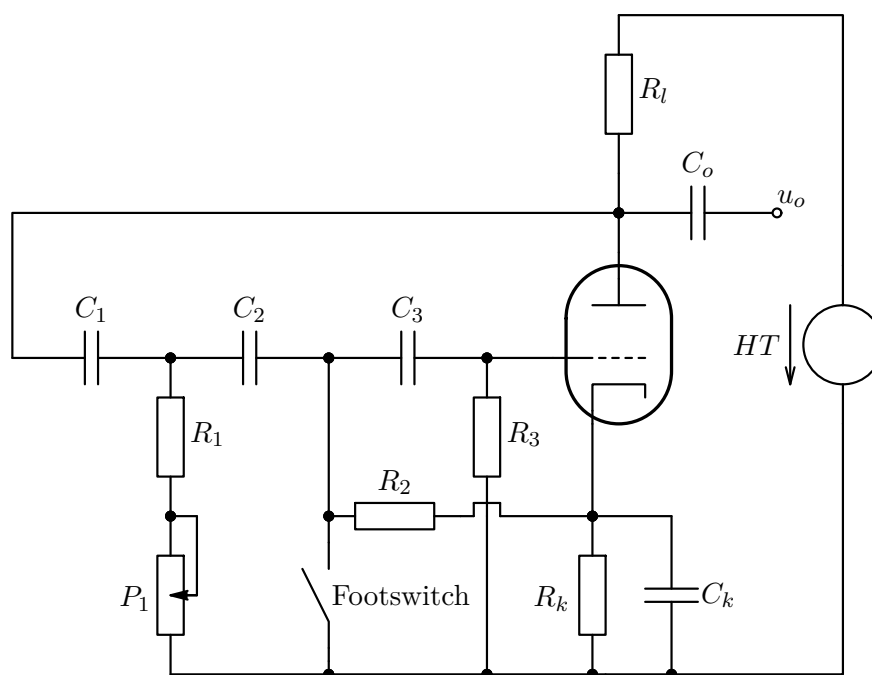 R_l
C_o
u_o
C_1
C_2
C_3
HT
R_1
R_3
R_2
P_1
Footswitch
R_k
C_k